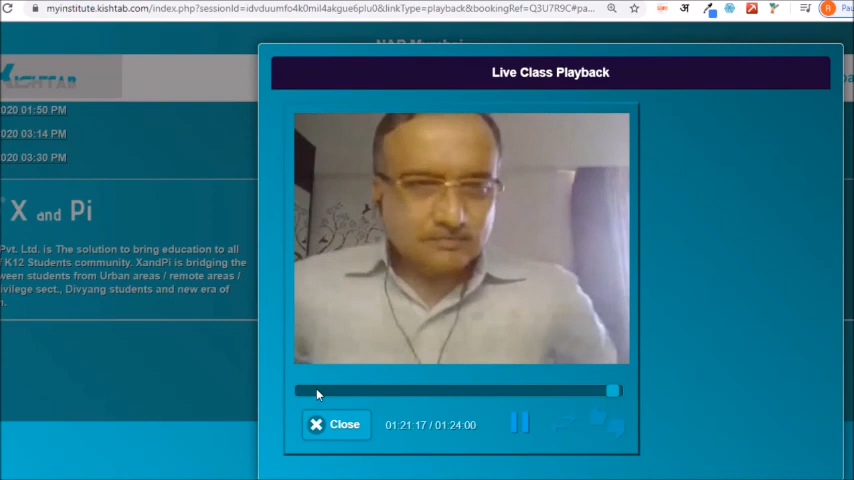 myinstitute.kishtab.com/index.php?sessionId=idvduumfo4k0mil4akgue6plu0&linkType=playback&bookingRef=Q3U7R9C#pa...
अ
R
Pau
Live Class Playback
KISHTAB
2020 01:50 PM
2020 03:14 PM
2020 03:30 PM
X and Pi
Pvt. Ltd. is The solution to bring education to all
/ K12 Students community. XandPi is bridging the
ween students from Urban areas / remote areas /
ivilege sect., Divyang students and new era of
n.
Close
01:21:17 / 01:24:00